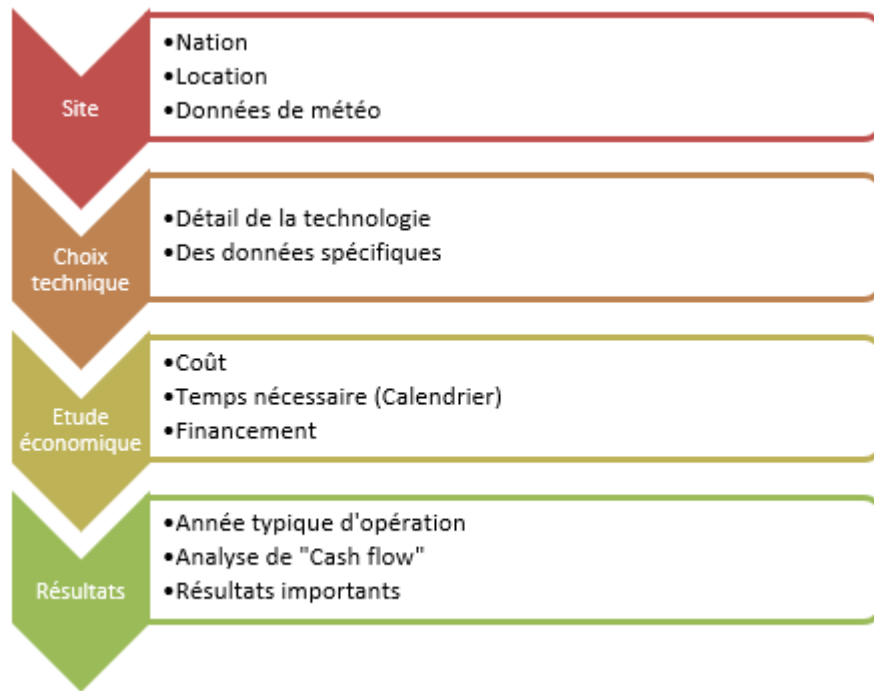 Site
•Nation
•Location
•Données de météo
Choix
technique
•Détail de la technologie
•Des données spécifiques
Etude
économique
•Coût
•Temps nécessaire (Calendrier)
•Financement
Résultats
•Année typique d'opération
•Analyse de "Cash flow"
•Résultats importants